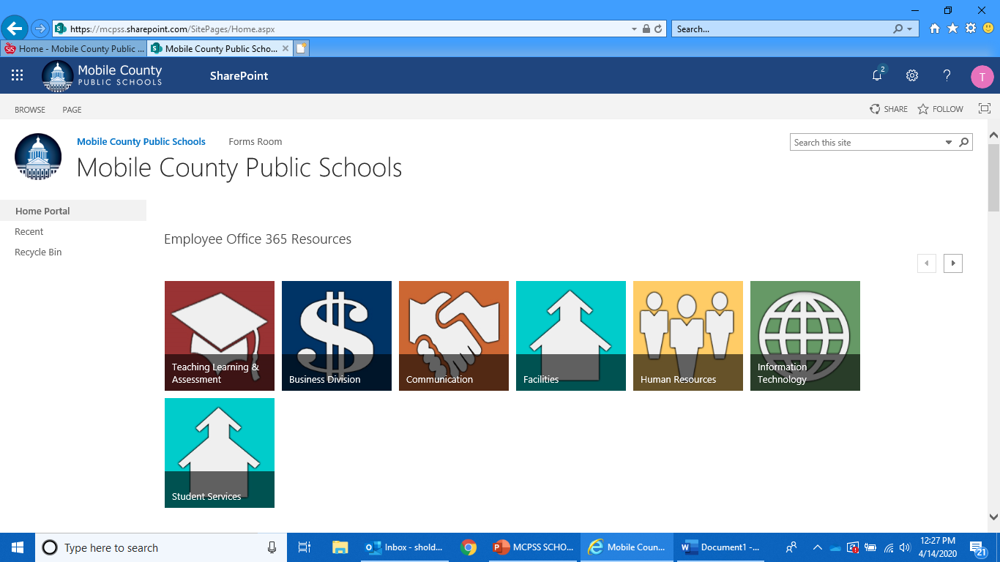 https://mcpss.sharepoint.com/SitePages/Home.aspx
Search...
SiS
Home - Mobile County Public ...
S
Mobile County Public Scho...
Mobile County
PUBLIC SCHOOLS
SharePoint
2
?
T
BROWSE
PAGE
SHARE
FOLLOW
Mobile County Public Schools
Forms Room
Search this site
Mobile County Public Schools
Home Portal
Recent
Recycle Bin
Employee Office 365 Resources
Teaching Learning &
Assessment
Business Division
Communication
Facilities
Human Resources
Information
Technology
Student Services
Type here to search
Inbox - shold...
MCPSS SCHO...
Mobile Coun...
Document1 -...
12:27 PM
4/14/2020
21